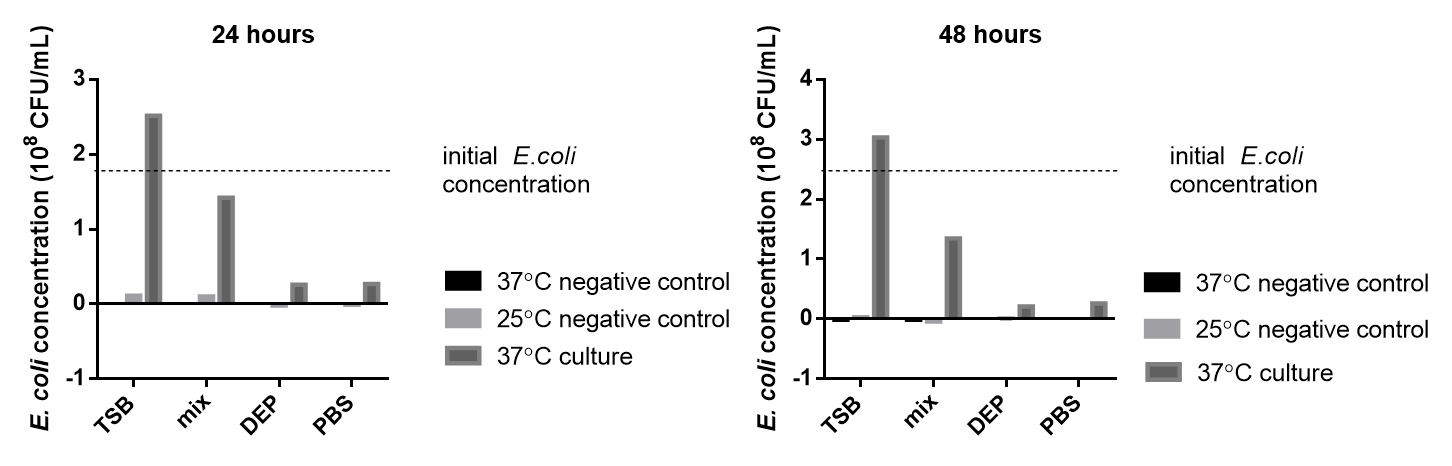 24 hours
E. coli concentration (10⁸ CFU/mL)
3
2
1
0
-1
TSB
mix
DEP
PBS
initial E.coli
concentration
37°C negative control
25°C negative control
37°C culture
48 hours
E. coli concentration (10⁸ CFU/mL)
4
3
2
1
0
-1
TSB
mix
DEP
PBS
initial E.coli
concentration
37°C negative control
25°C negative control
37°C culture